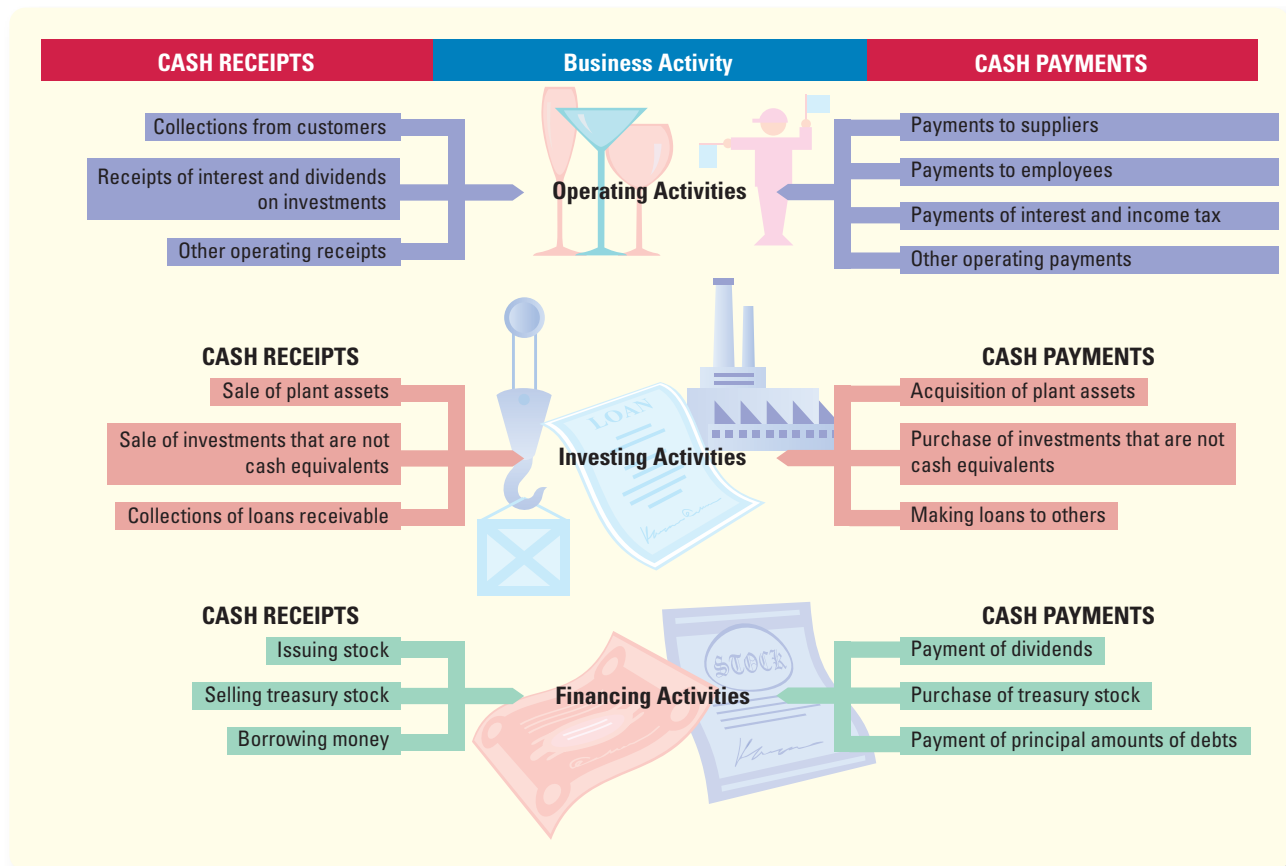 CASH RECEIPTS
Business Activity
CASH PAYMENTS
Collections from customers
Receipts of interest and dividends
on investments
Other operating receipts
Operating Activities
Payments to suppliers
Payments to employees
Payments of interest and income tax
Other operating payments
CASH RECEIPTS
Sale of plant assets
Sale of investments that are not
cash equivalents
Collections of loans receivable
LOAN
Investing Activities
CASH PAYMENTS
Acquisition of plant assets
Purchase of investments that are not
cash equivalents
Making loans to others
CASH RECEIPTS
Issuing stock
Selling treasury stock
Borrowing money
STOCK
Financing Activities
CASH PAYMENTS
Payment of dividends
Purchase of treasury stock
Payment of principal amounts of debts